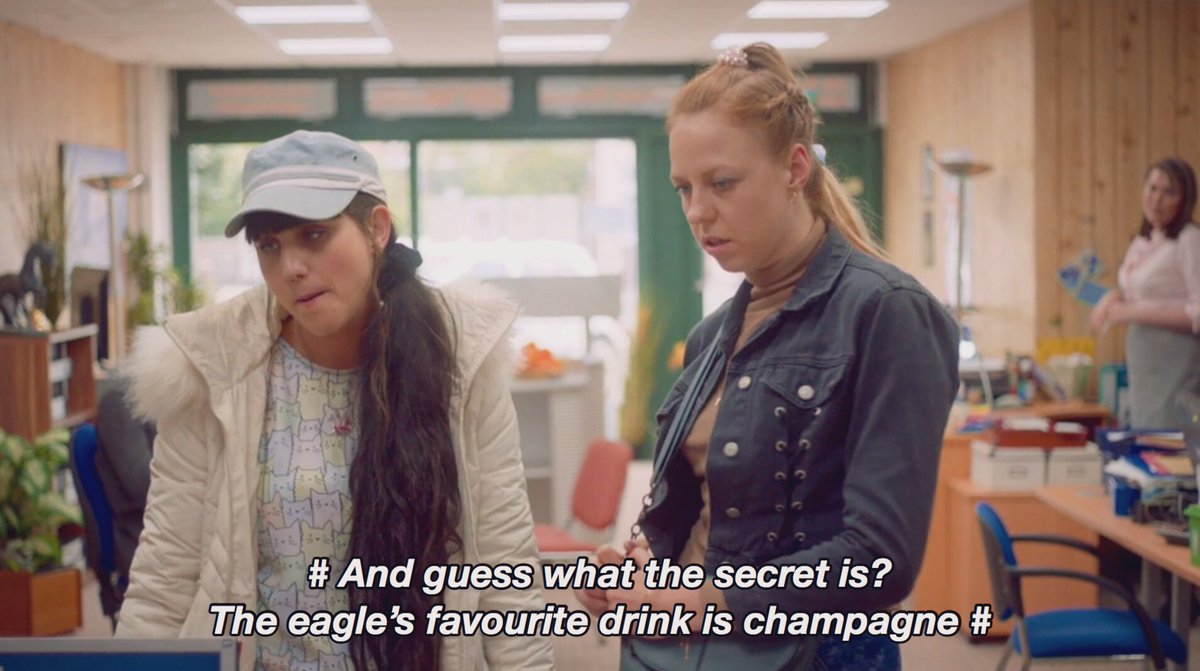 # And guess what the secret is?
The eagle's favourite drink is champagne #